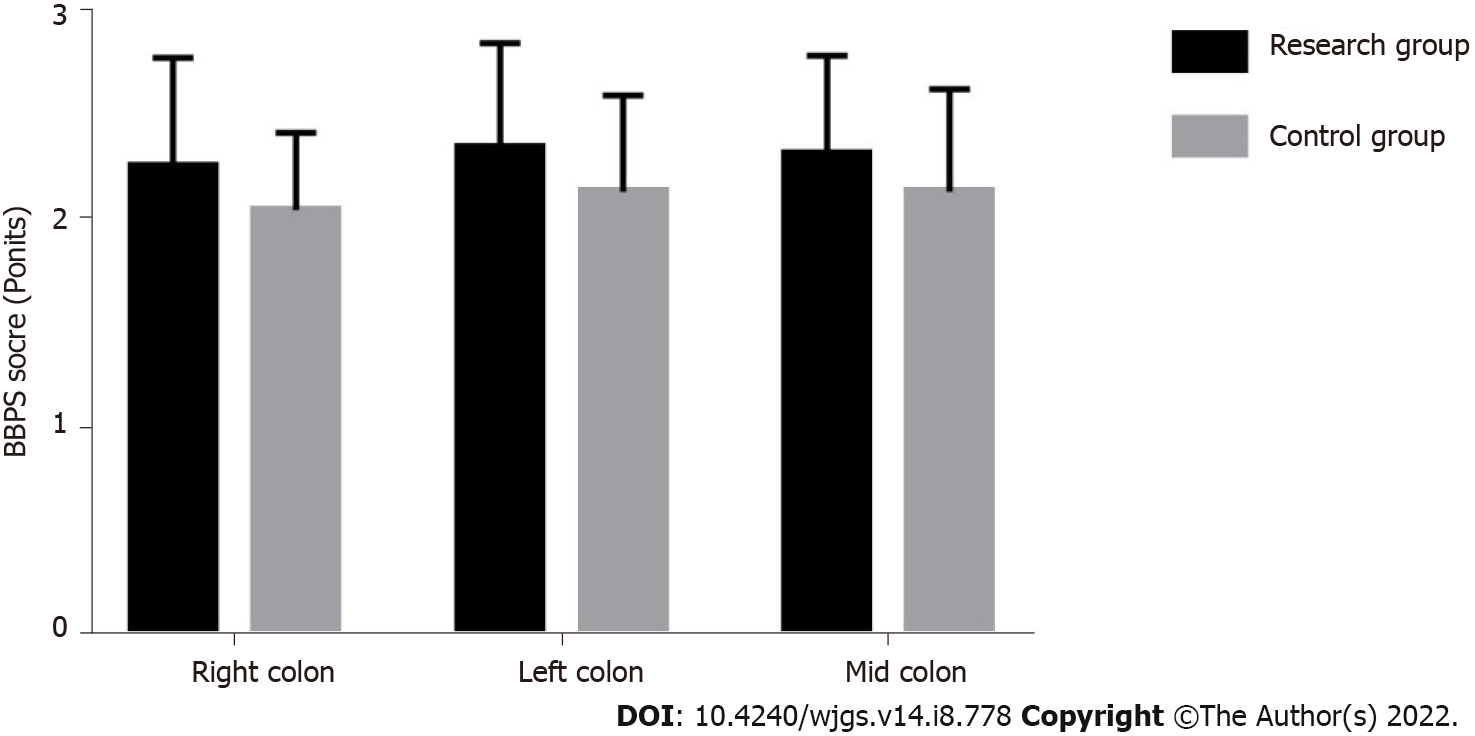 3
2
1
0
BBPS socre (Ponits)
Right colon
Left colon
Mid colon
Research group
Control group
DOI: 10.4240/wjgs.v14.i8.778 Copyright ©The Author(s) 2022.